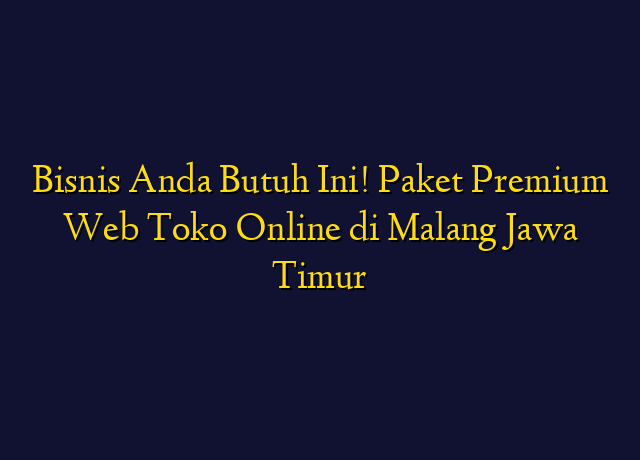 Bisnis Anda Butuh Ini! Paket Premium
Web Toko Online di Malang Jawa
Timur